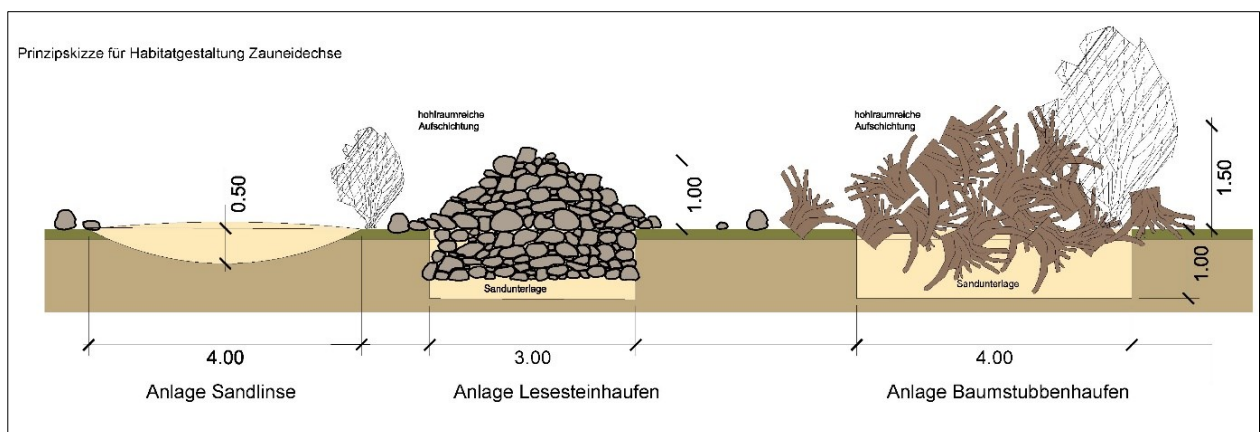 Prinzipskizze für Habitatgestaltung Zauneidechse
hohlraumreiche
Aufschichtung
hohlraumreiche
Aufschichtung
0.50
1.00
1.50
1.00
Sandunterlage
Sandunterlage
4.00
3.00
4.00
Anlage Sandlinse
Anlage Lesesteinhaufen
Anlage Baumstubbenhaufen